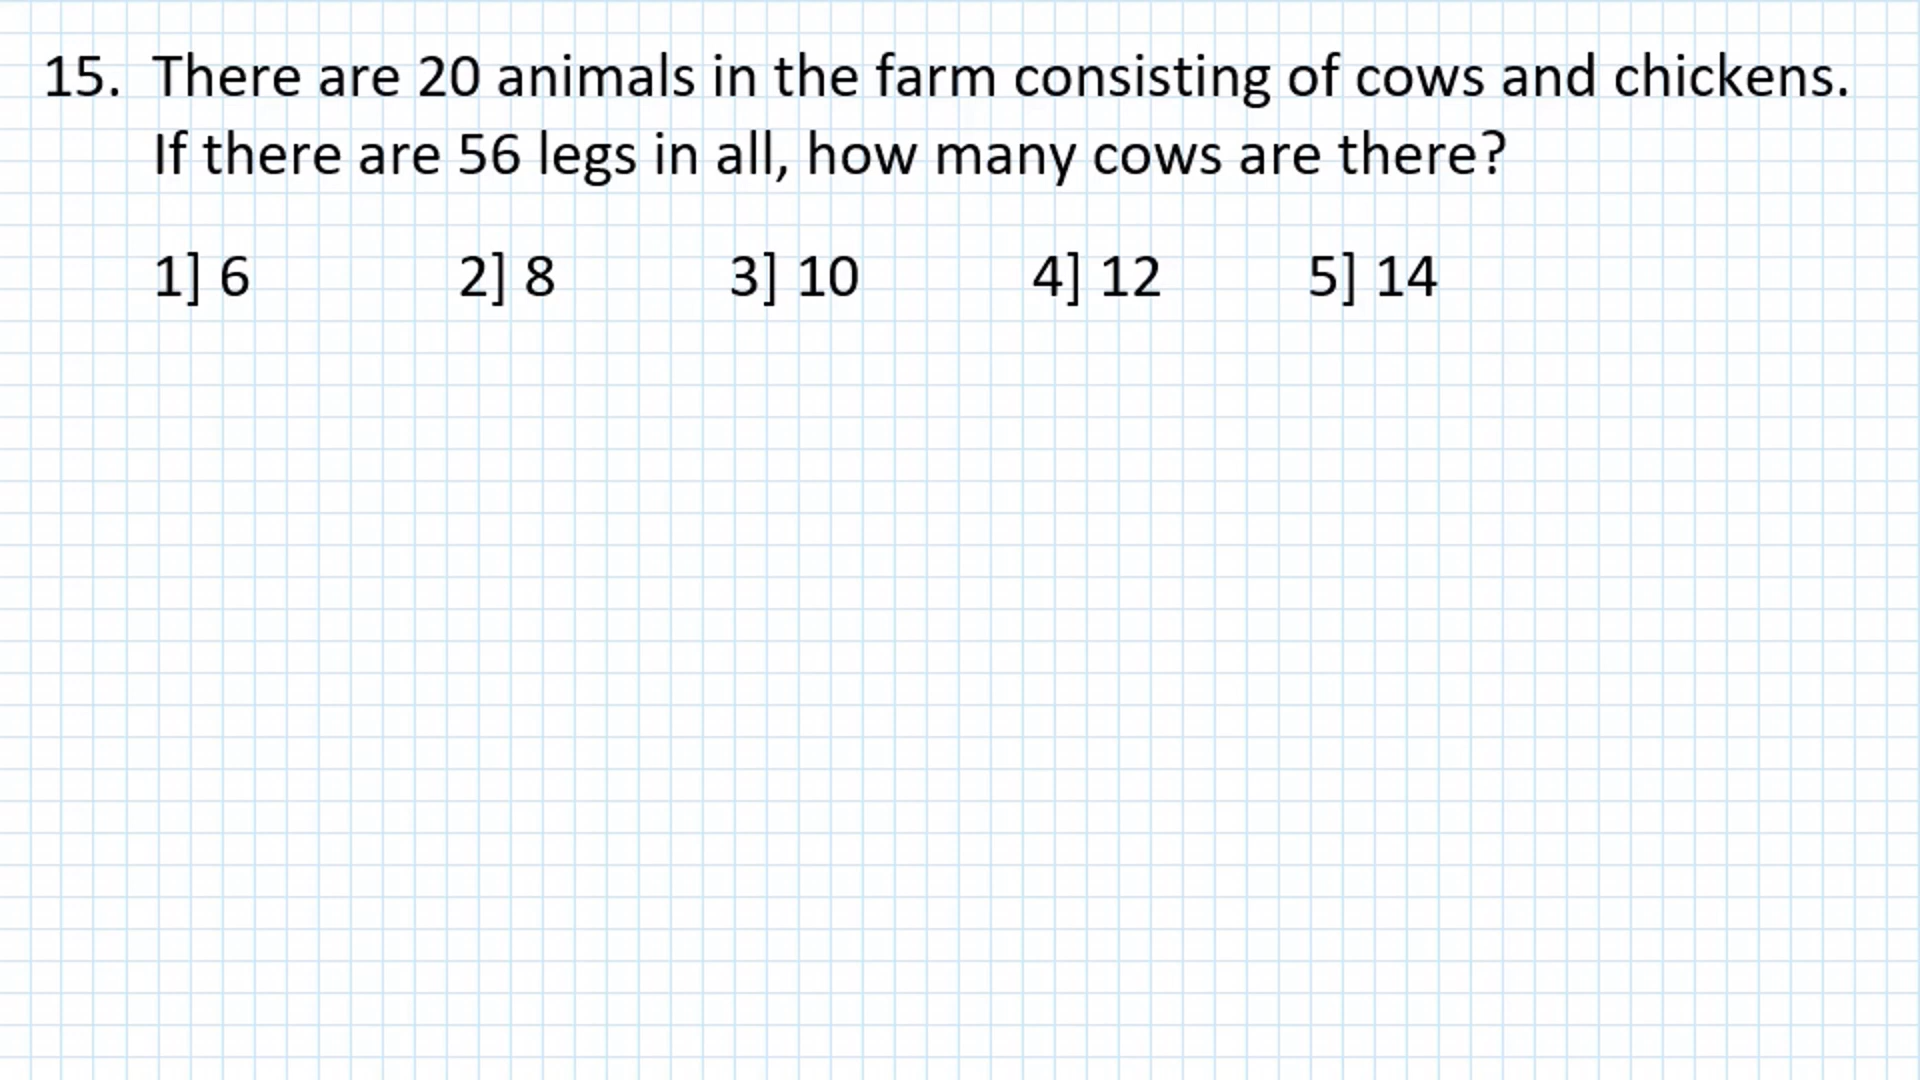 15. There are 20 animals in the farm consisting of cows and chickens.
If there are 56 legs in all, how many cows are there?
1] 6 2] 8 3] 10 4] 12 5] 14